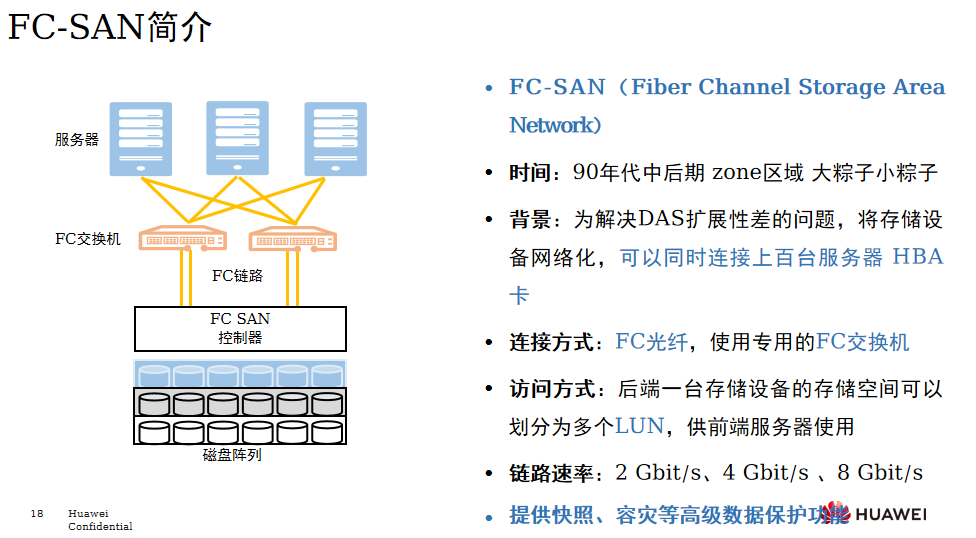 FC-SAN简介
服务器
FC交换机
FC链路
FC SAN
控制器
磁盘阵列
• FC-SAN（Fiber Channel Storage Area
Network）
• 时间：90年代中后期 zone区域 大粽子小粽子
• 背景：为解决DAS扩展性差的问题，将存储设
备网络化，可以同时连接上百台服务器 HBA
卡
• 连接方式：FC光纤，使用专用的FC交换机
• 访问方式：后端一台存储设备的存储空间可以
划分为多个LUN，供前端服务器使用
• 链路速率：2 Gbit/s、4 Gbit/s 、8 Gbit/s
• 提供快照、容灾等高级数据保护功能
18
Huawei
Confidential
HUAWEI